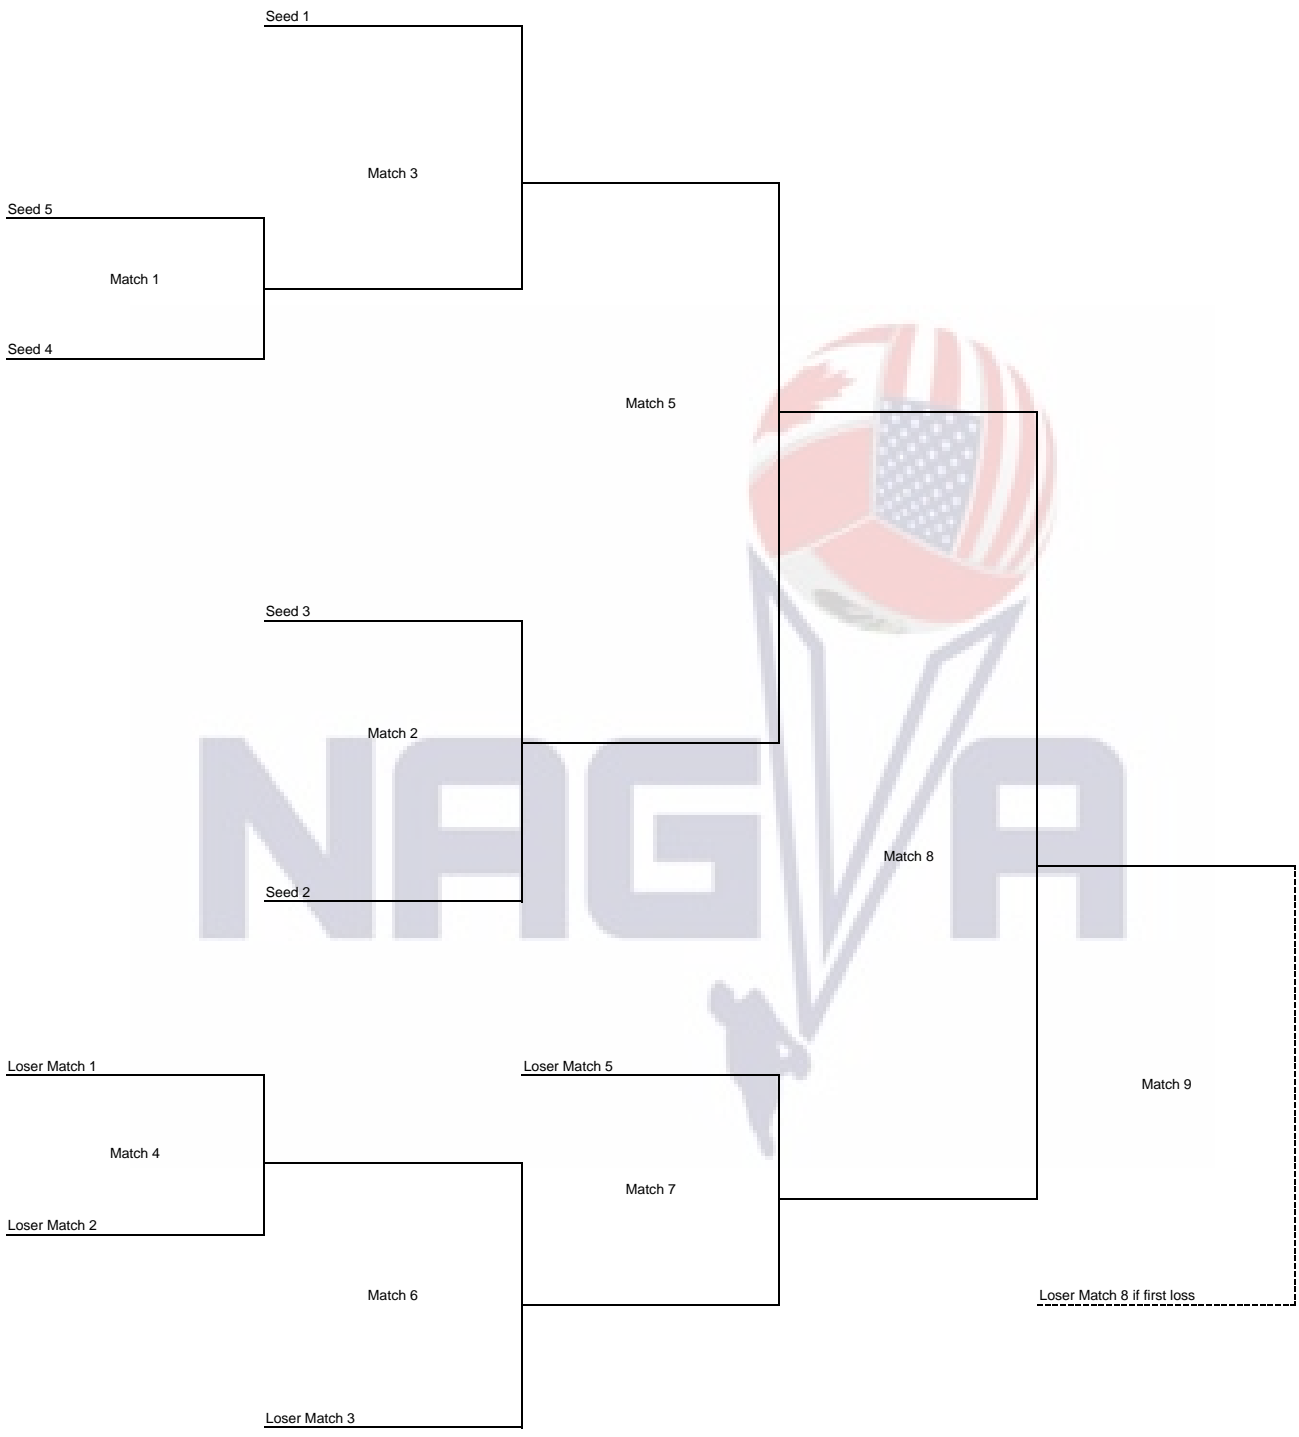 Seed 1
Match 3
Seed 5
Match 1
Seed 4
Match 5
Seed 3
Match 2
NAGVA
Match 8
Seed 2
Loser Match 1
Loser Match 5
Match 9
Match 4
Match 7
Loser Match 2
Match 6
Loser Match 8 if first loss
Loser Match 3